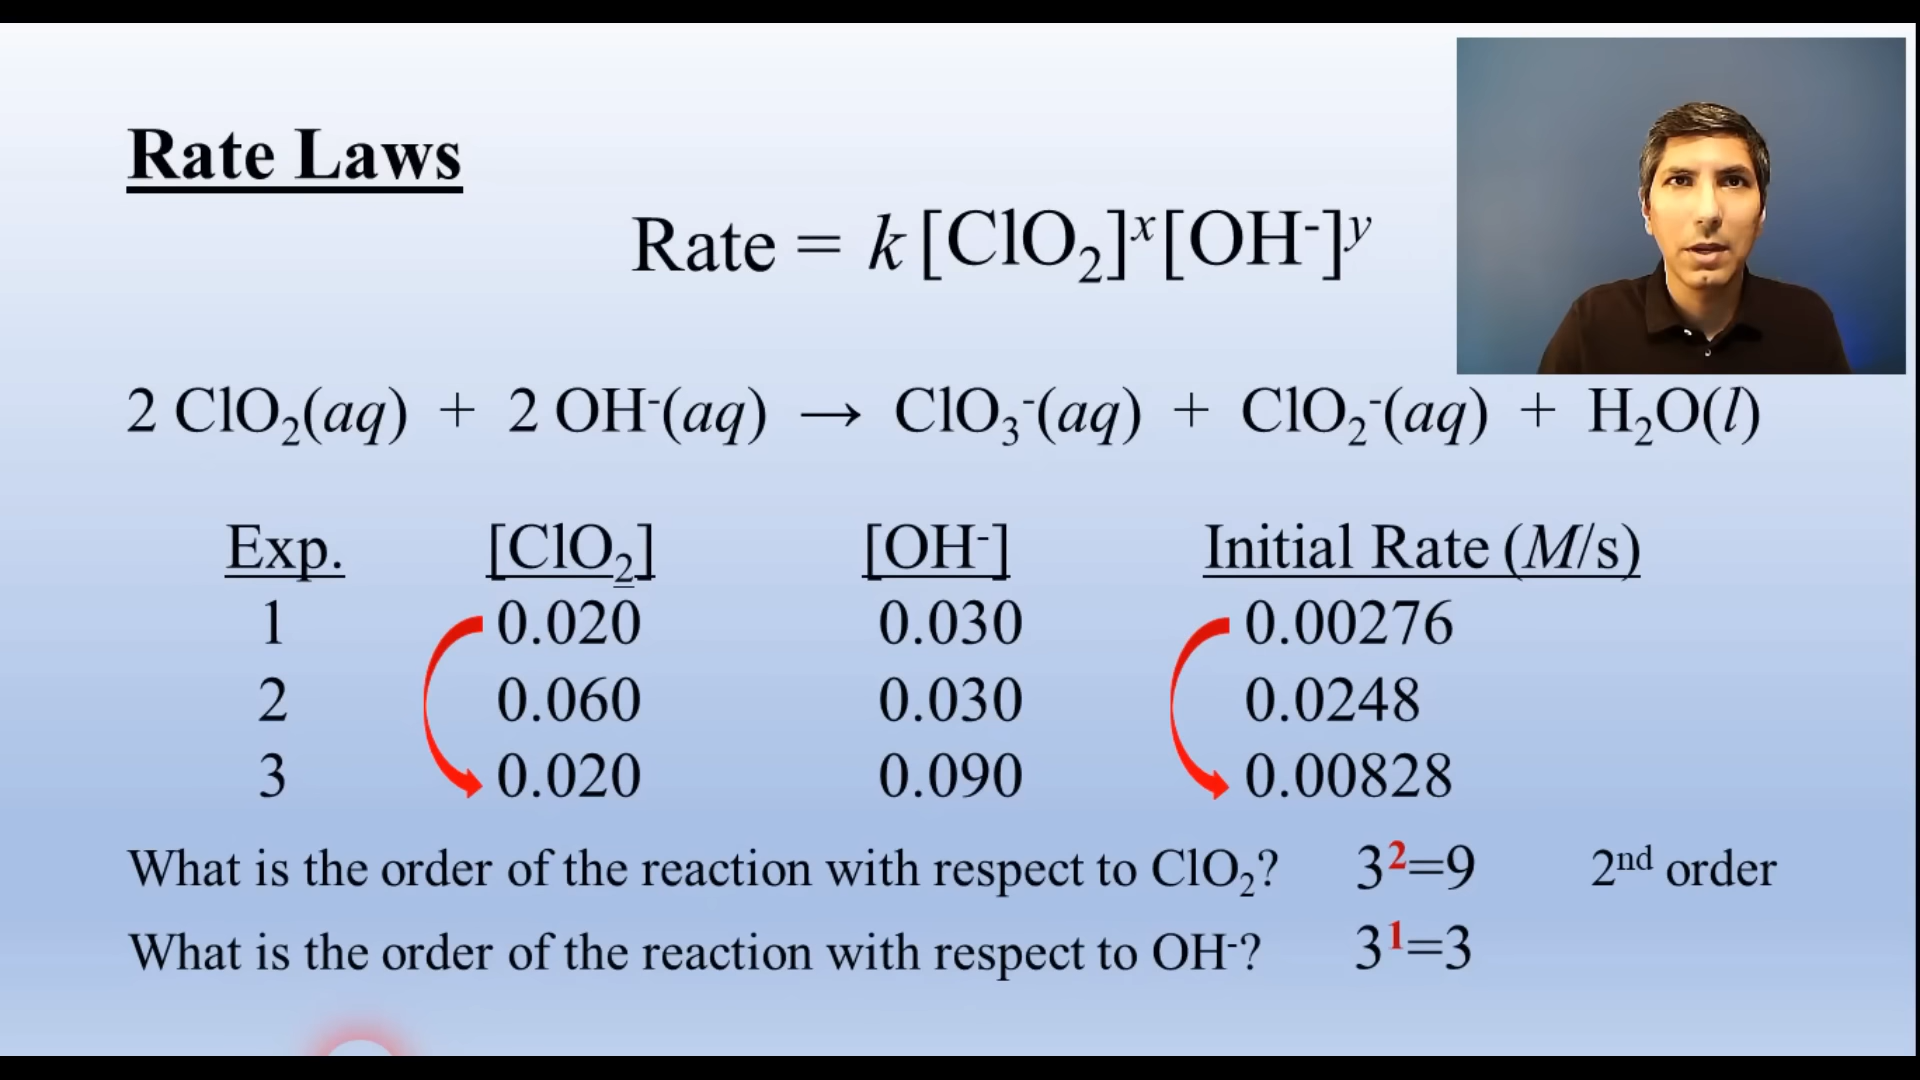 Rate Laws
Rate = k [ClO₂]ˣ[OH⁻]ʸ
2 ClO₂(aq) + 2 OH⁻(aq) → ClO₃⁻(aq) + ClO₂⁻(aq) + H₂O(l)
Exp. [ClO₂] [OH⁻] Initial Rate (M/s)
1 0.020 0.030 0.00276
2 0.060 0.030 0.0248
3 0.020 0.090 0.00828
What is the order of the reaction with respect to ClO₂? 3²=9 2ⁿᵈ order
What is the order of the reaction with respect to OH⁻? 3¹=3